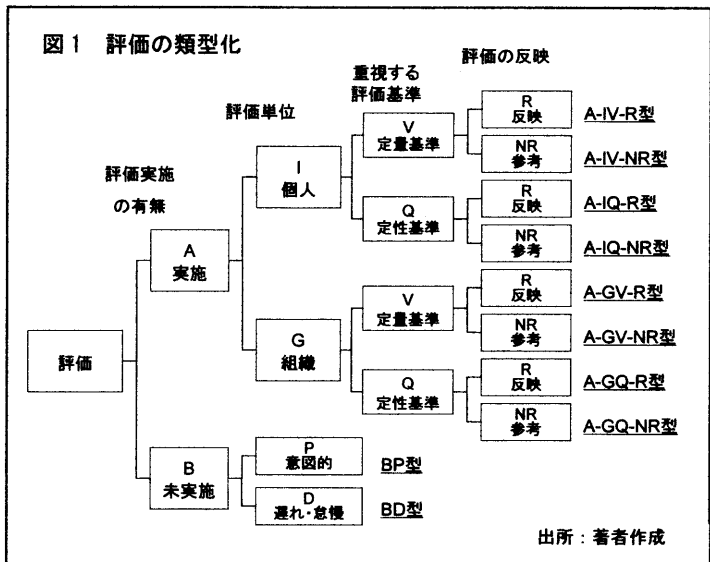 図1 評価の類型化
評価の反映
重視する
評価基準
評価単位
評価実施
の有無
評価
A
実施
I
個人
V
定量基準
R
反映
A-IV-R型
NR
参考
A-IV-NR型
Q
定性基準
R
反映
A-IQ-R型
NR
参考
A-IQ-NR型
G
組織
V
定量基準
R
反映
A-GV-R型
NR
参考
A-GV-NR型
Q
定性基準
R
反映
A-GQ-R型
NR
参考
A-GQ-NR型
B
未実施
P
意図的
BP型
D
遅れ・怠慢
BD型
出所：著者作成